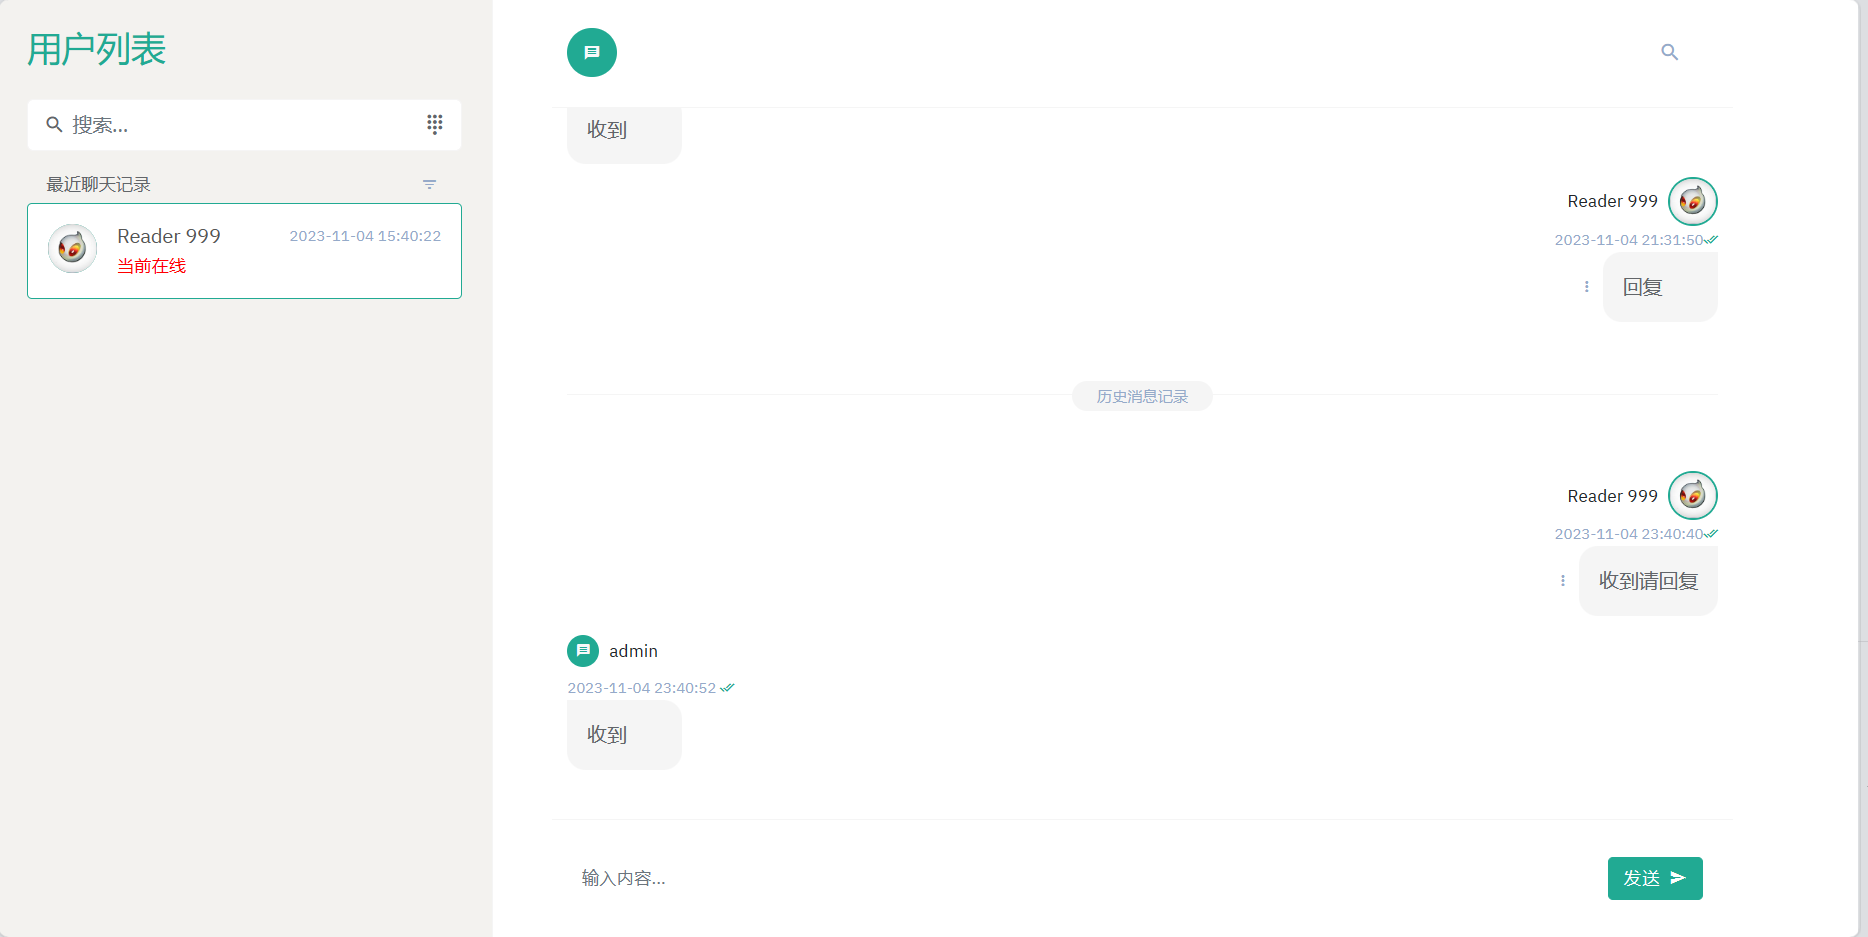 用户列表
搜索...
最近聊天记录
Reader 999
2023-11-04 15:40:22
当前在线
收到
Reader 999
2023-11-04 21:31:50
回复
历史消息记录
Reader 999
2023-11-04 23:40:40
收到请回复
admin
2023-11-04 23:40:52
收到
输入内容...
发送